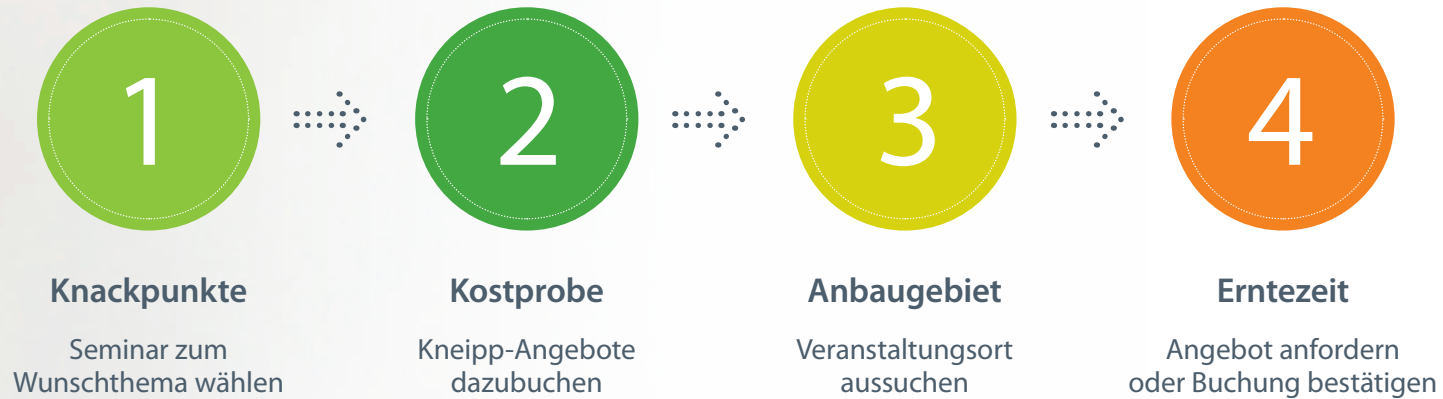 1
2
3
4
Knackpunkte
Seminar zum
Wunschthema wählen
Kostprobe
Kneipp-Angebote
dazubuchen
Anbaugebiet
Veranstaltungsort
aussuchen
Erntezeit
Angebot anfordern
oder Buchung bestätigen